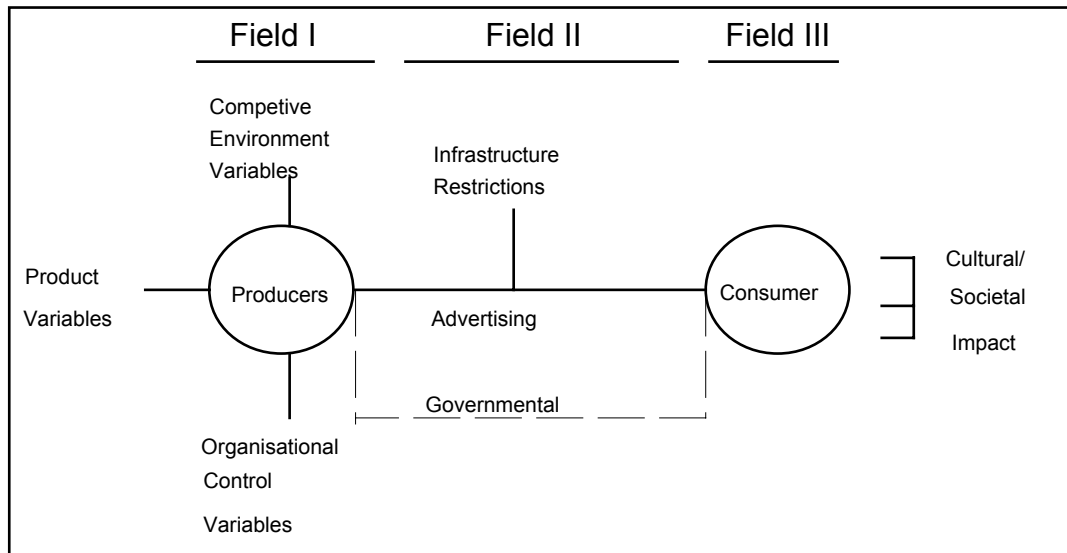 Field I
Field II
Field III
Competive
Environment
Variables
Infrastructure
Restrictions
Product
Variables
Producers
Advertising
Consumer
Cultural/
Societal
Impact
Governmental
Organisational
Control
Variables